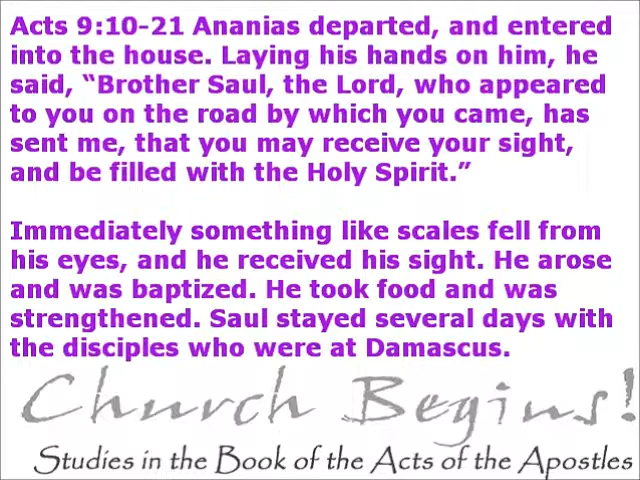 Acts 9:10-21 Ananias departed, and entered
into the house. Laying his hands on him, he
said, “Brother Saul, the Lord, who appeared
to you on the road by which you came, has
sent me, that you may receive your sight,
and be filled with the Holy Spirit.”
Immediately something like scales fell from
his eyes, and he received his sight. He arose
and was baptized. He took food and was
strengthened. Saul stayed several days with
the disciples who were at Damascus.
Church Begins!
Studies in the Book of the Acts of the Apostles